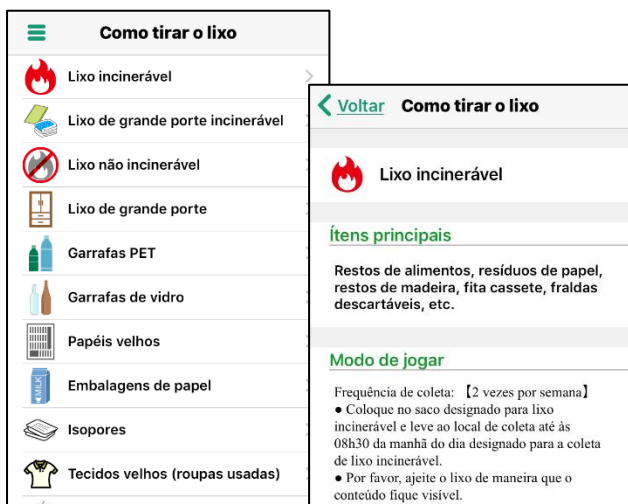 Como tirar o lixo
Lixo incinerável
Lixo de grande porte incinerável
Lixo não incinerável
Lixo de grande porte
Garrafas PET
Garrafas de vidro
Papéis velhos
MILK
Embalagens de papel
Isopores
Tecidos velhos (roupas usadas)
Voltar Como tirar o lixo
Lixo incinerável
Ítens principais
Restos de alimentos, resíduos de papel,
restos de madeira, fita cassete, fraldas
descartáveis, etc.
Modo de jogar
Frequência de coleta: 【2 vezes por semana】
● Coloque no saco designado para lixo
incinerável e leve ao local de coleta até às
08h30 da manhã do dia designado para a coleta
de lixo incinerável.
● Por favor, ajeite o lixo de maneira que o
conteúdo fique visível.